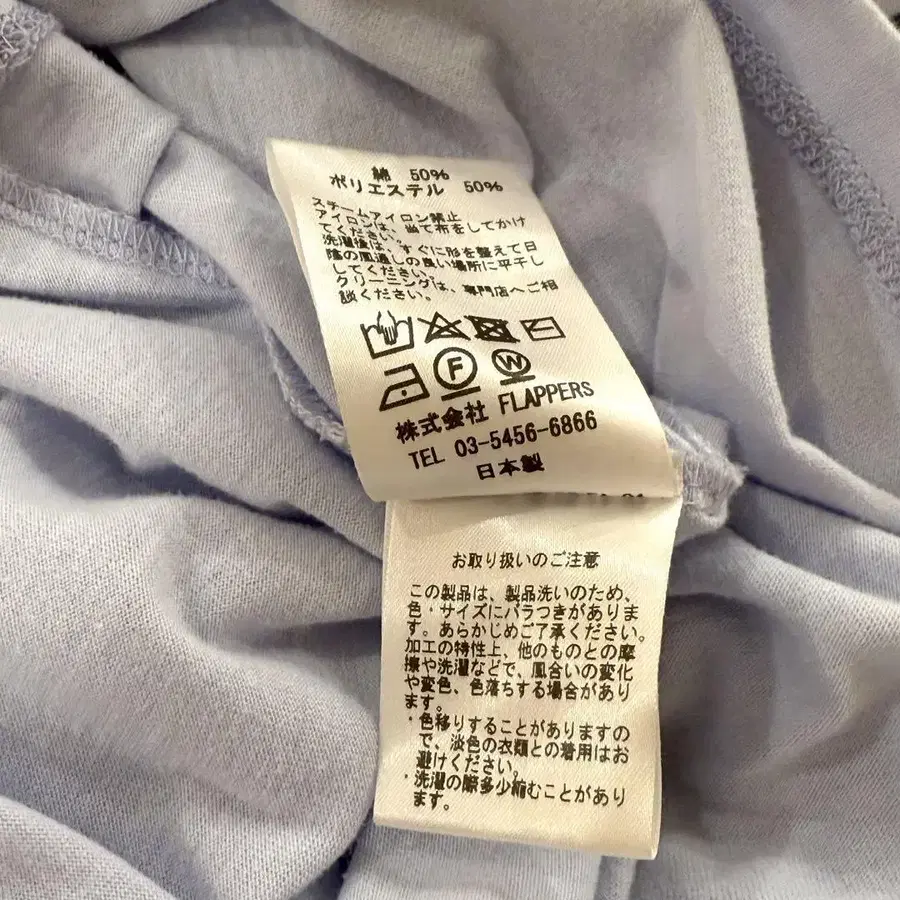 綿 50%
ポリエステル 50%
スチームアイロン禁止
アイロンは、当て布をしてかけ
てください。
洗濯後は、すぐに形を整えて日
陰の風通しの良い場所に平干し
してください。
クリーニングは、専門店へご相
談ください。
F W
株式会社 FLAPPERS
TEL 03-5456-6866
日本製
お取り扱いのご注意
この製品は、製品洗いのため、
色・サイズにバラつきがありま
す。あらかじめご了承ください。
加工の特性上、他のものとの摩
擦や洗濯などで、風合いの変化
や変色、色落ちする場合があり
ます。
・色移りすることがありますの
で、淡色の衣類との着用はお
避けください。
・洗濯の際多少縮むことがあり
ます。